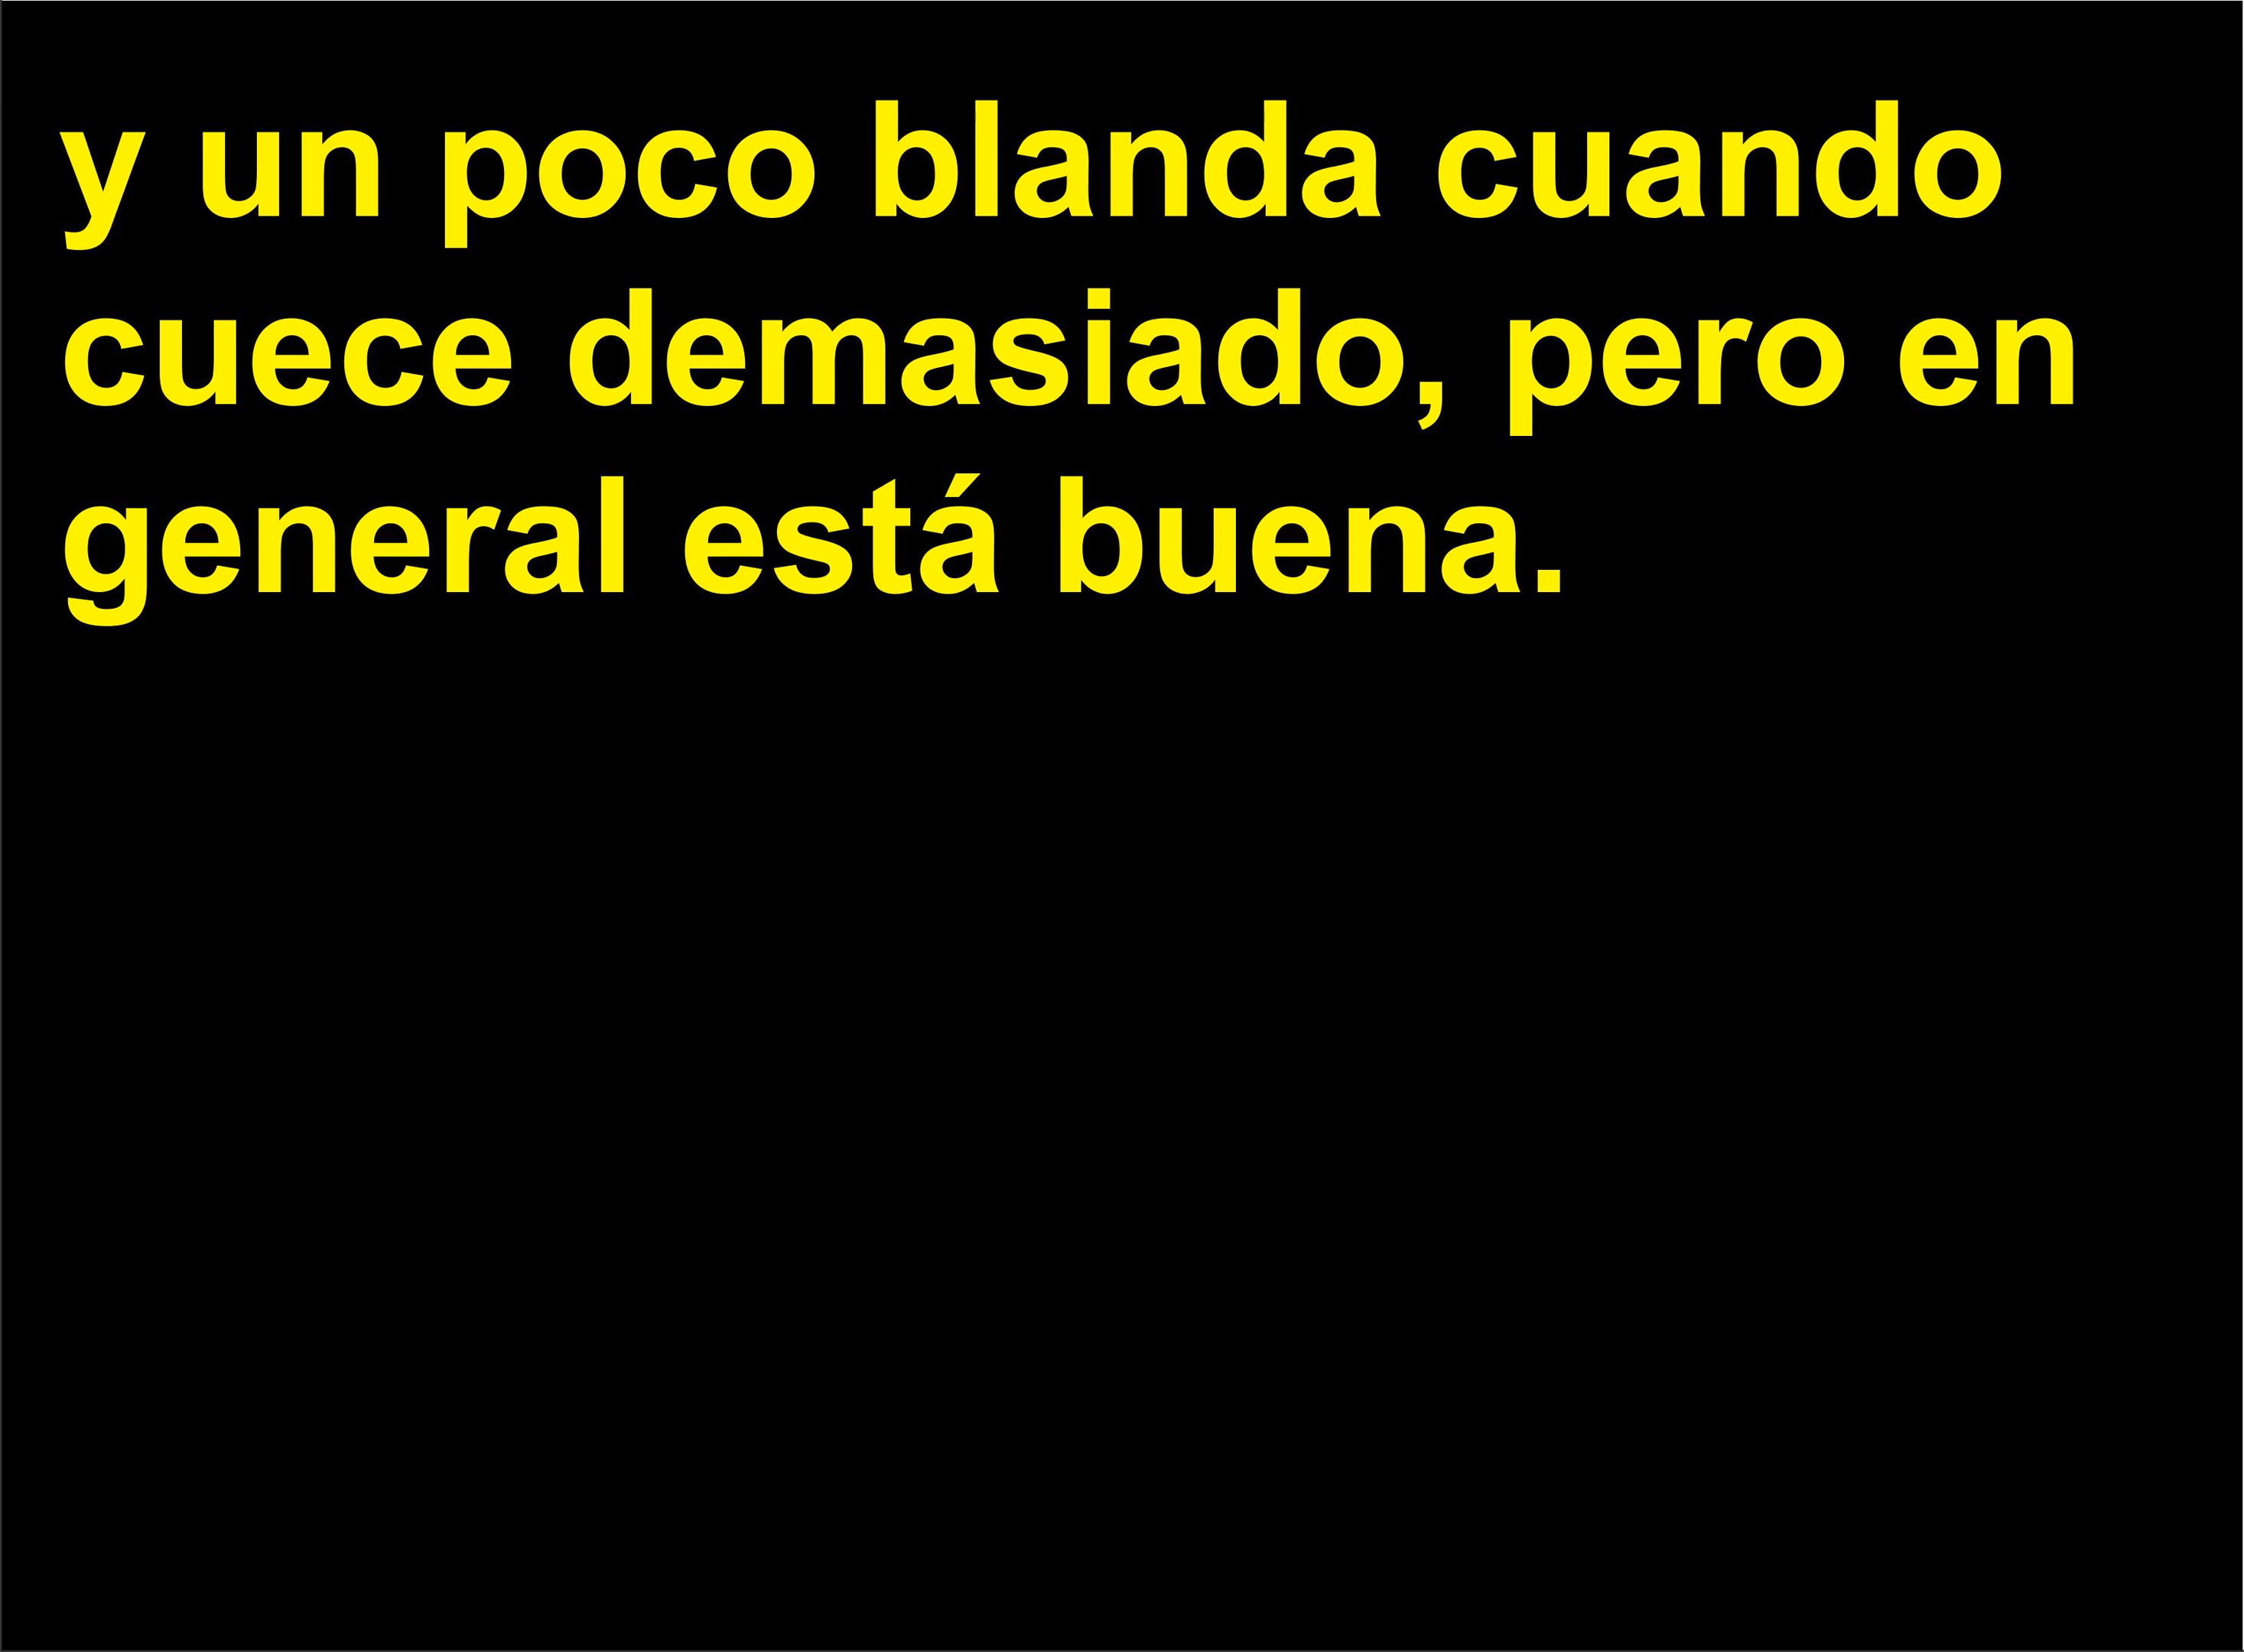 y un poco blanda cuando
cuece demasiado, pero en
general está buena.